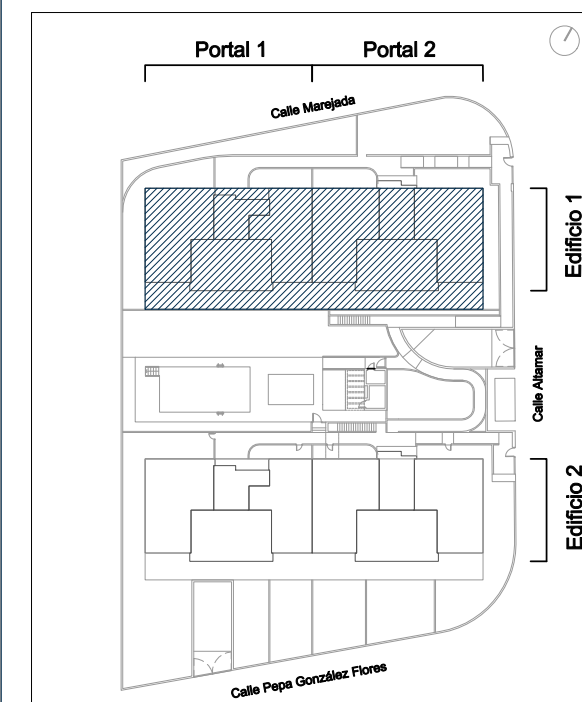 Portal 1
Portal 2
Calle Marejada
Edificio 1
Calle Altamar
Edificio 2
Calle Pepa González Flores